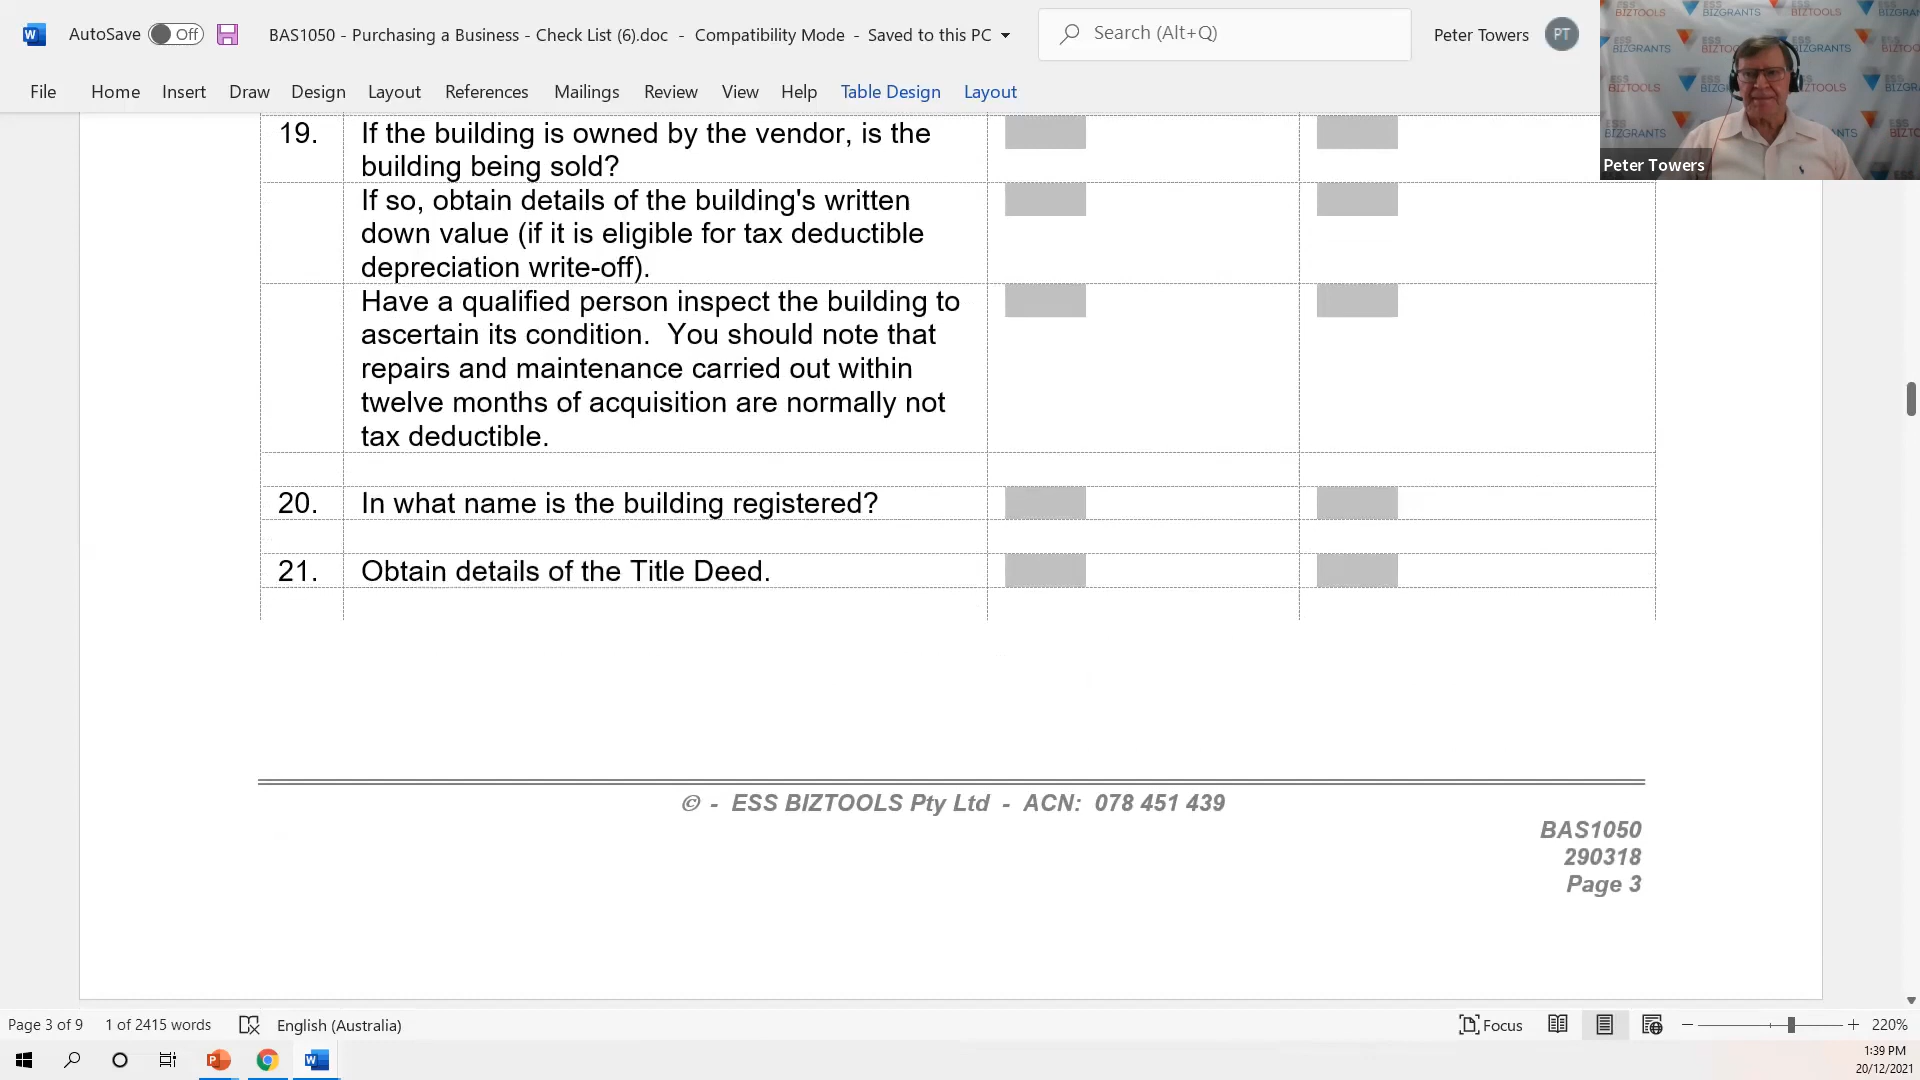 AutoSave Off BAS1050 - Purchasing a Business - Check List (6).doc - Compatibility Mode - Saved to this PC Search (Alt+Q) Peter Towers PT
File Home Insert Draw Design Layout References Mailings Review View Help Table Design Layout
Peter Towers
19. If the building is owned by the vendor, is the
building being sold?
If so, obtain details of the building's written
down value (if it is eligible for tax deductible
depreciation write-off).
Have a qualified person inspect the building to
ascertain its condition. You should note that
repairs and maintenance carried out within
twelve months of acquisition are normally not
tax deductible.
20. In what name is the building registered?
21. Obtain details of the Title Deed.
© - ESS BIZTOOLS Pty Ltd - ACN: 078 451 439
BAS1050
290318
Page 3
Page 3 of 9 1 of 2415 words English (Australia) Focus 220%
1:39 PM
20/12/2021